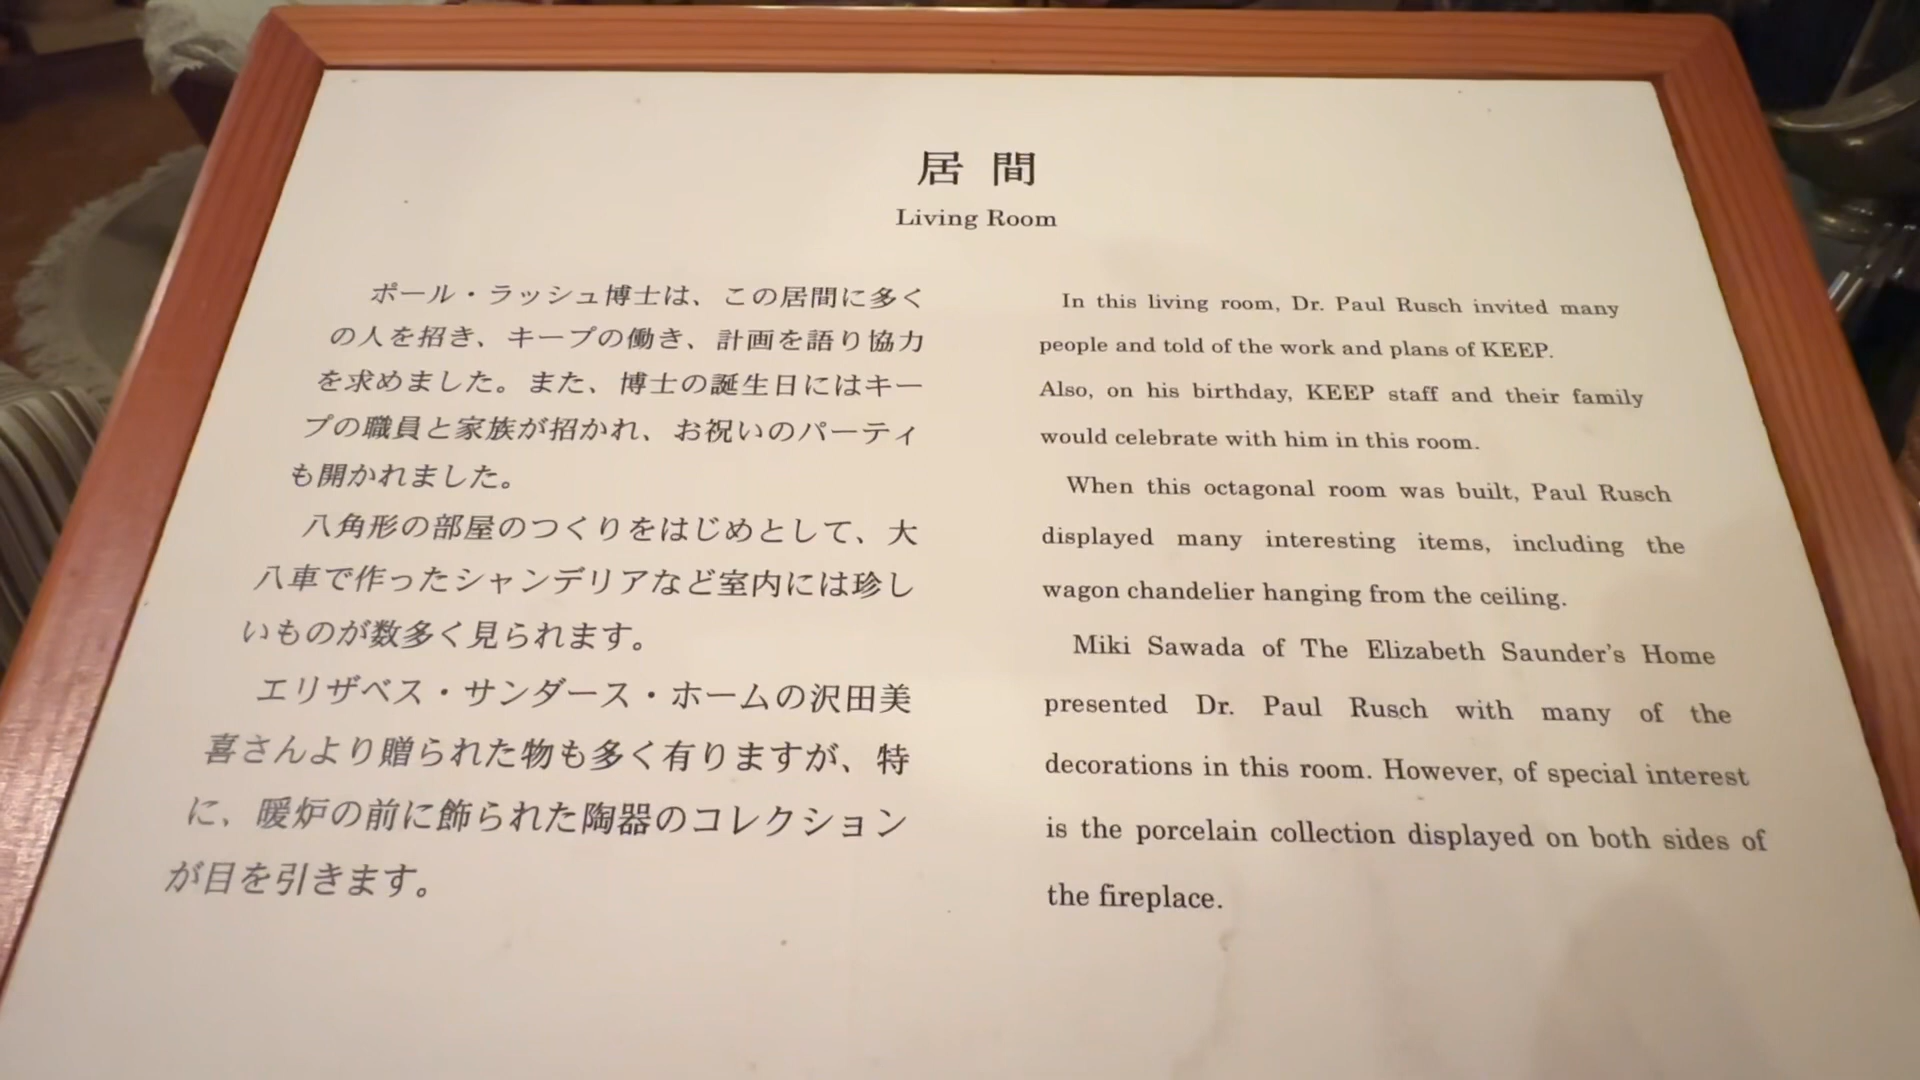 居間
Living Room
ポール・ラッシュ博士は、この居間に多く
の人を招き、キープの働き、計画を語り協力
を求めました。また、博士の誕生日にはキー
プの職員と家族が招かれ、お祝いのパーティ
も開かれました。
八角形の部屋のつくりをはじめとして、大
八車で作ったシャンデリアなど室内には珍し
いものが数多く見られます。
エリザベス・サンダース・ホームの沢田美
喜さんより贈られた物も多く有りますが、特
に、暖炉の前に飾られた陶器のコレクション
が目を引きます。
In this living room, Dr. Paul Rusch invited many
people and told of the work and plans of KEEP.
Also, on his birthday, KEEP staff and their family
would celebrate with him in this room.
When this octagonal room was built, Paul Rusch
displayed many interesting items, including the
wagon chandelier hanging from the ceiling.
Miki Sawada of The Elizabeth Saunder's Home
presented Dr. Paul Rusch with many of the
decorations in this room. However, of special interest
is the porcelain collection displayed on both sides of
the fireplace.